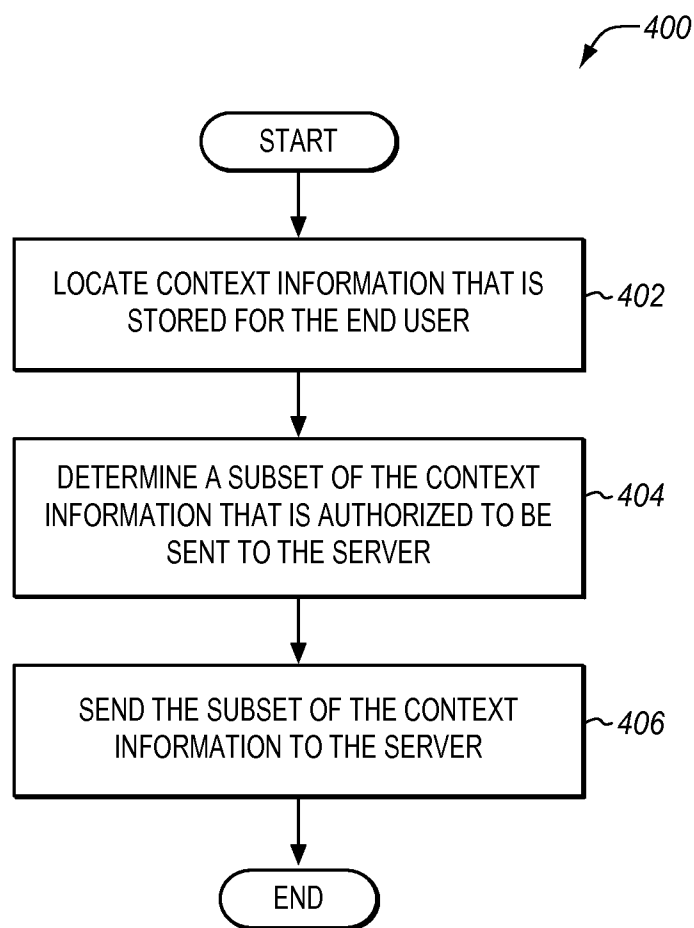 400
START
LOCATE CONTEXT INFORMATION THAT IS
STORED FOR THE END USER
402
DETERMINE A SUBSET OF THE CONTEXT
INFORMATION THAT IS AUTHORIZED TO BE
SENT TO THE SERVER
404
SEND THE SUBSET OF THE CONTEXT
INFORMATION TO THE SERVER
406
END